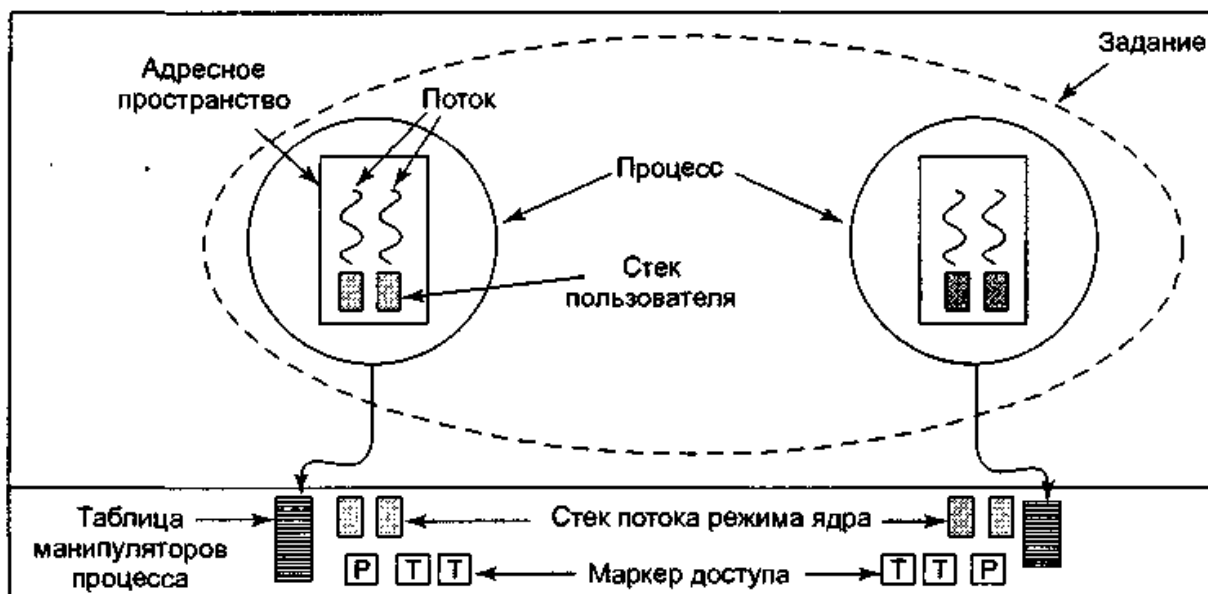 Задание
Адресное
пространство
Поток
Процесс
Стек
пользователя
Таблица
манипуляторов
процесса
Стек потока режима ядра
P T T
Маркер доступа
T T P